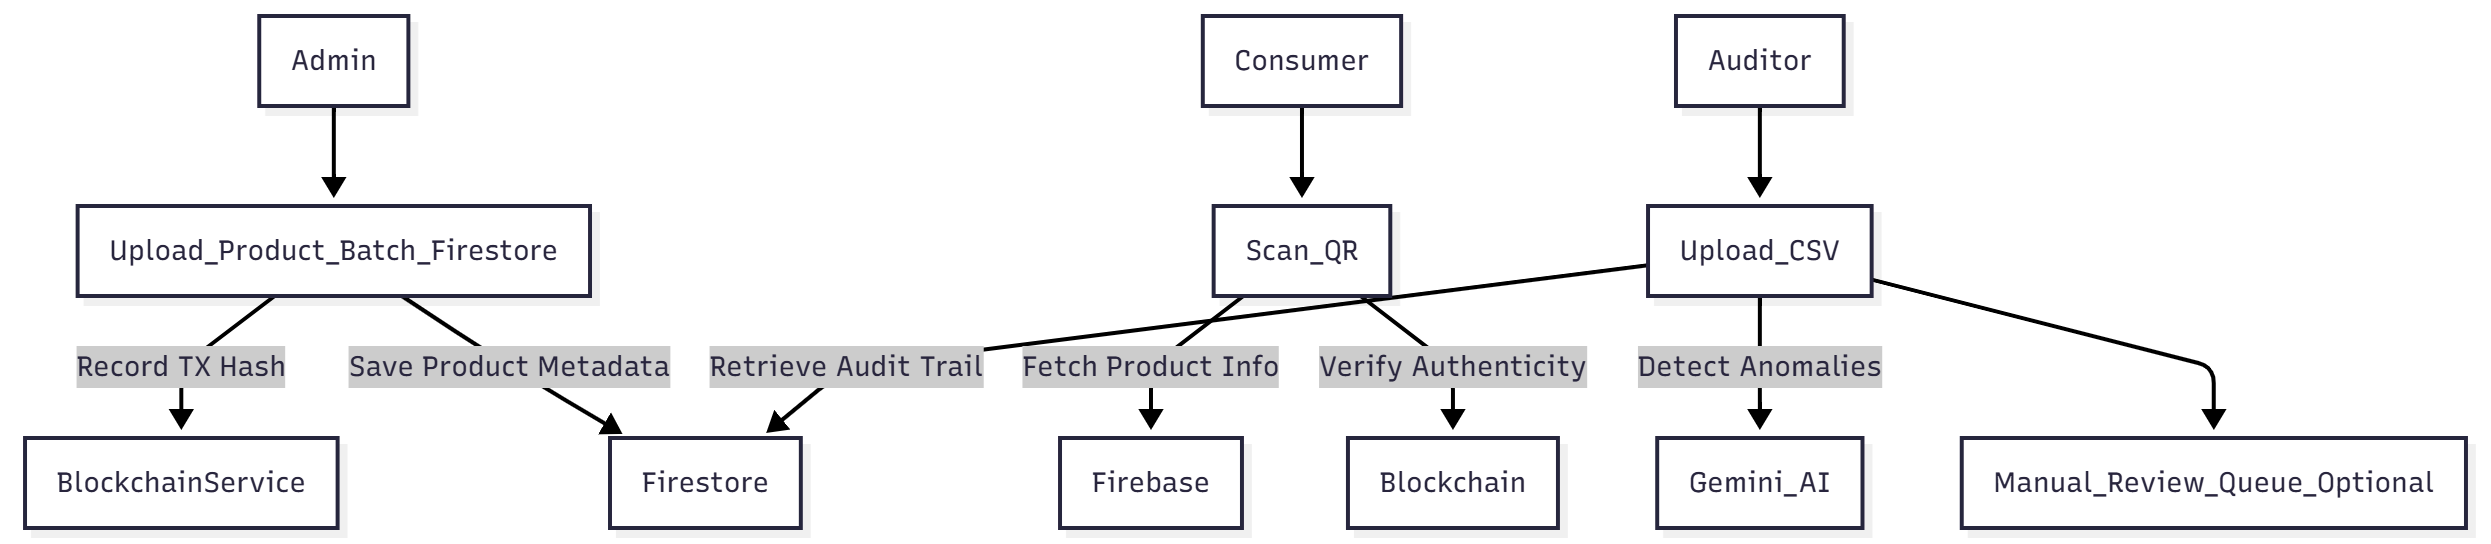 Admin
Consumer
Auditor
Upload_Product_Batch_Firestore
Scan_QR
Upload_CSV
Record TX Hash
Save Product Metadata
Retrieve Audit Trail
Fetch Product Info
Verify Authenticity
Detect Anomalies
BlockchainService
Firestore
Firebase
Blockchain
Gemini_AI
Manual_Review_Queue_Optional